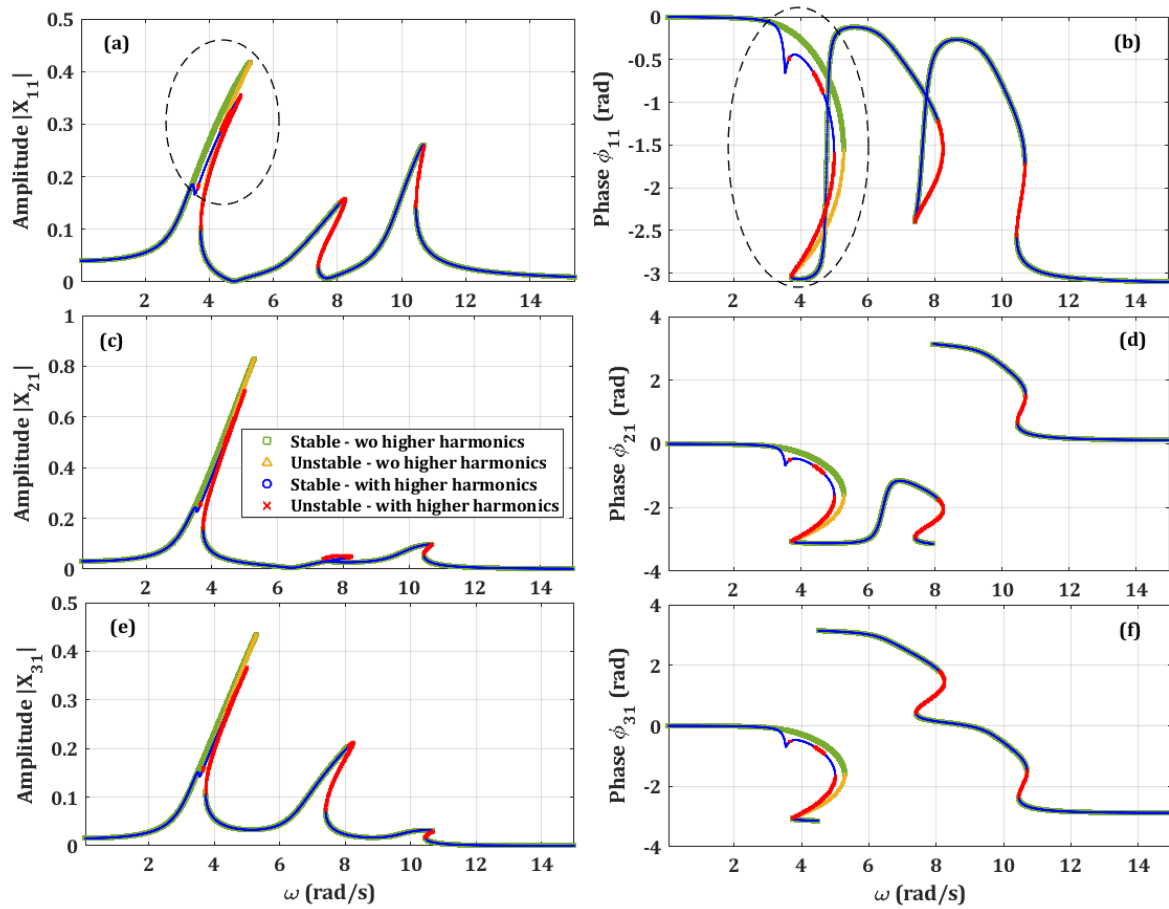 0.5
0.4
0.3
0.2
0.1
0
2 4 6 8 10 12 14
Amplitude |X11|
(a)
0
-0.5
-1
-1.5
-2
-2.5
-3
2 4 6 8 10 12 14
Phase ϕ11 (rad)
(b)
1
0.8
0.6
0.4
0.2
0
2 4 6 8 10 12 14
Amplitude |X21|
(c)
Stable - wo higher harmonics
Unstable - wo higher harmonics
Stable - with higher harmonics
Unstable - with higher harmonics
4
2
0
-2
-4
2 4 6 8 10 12 14
Phase ϕ21 (rad)
(d)
0.5
0.4
0.3
0.2
0.1
0
2 4 6 8 10 12 14
Amplitude |X31|
(e)
ω (rad/s)
4
2
0
-2
-4
2 4 6 8 10 12 14
Phase ϕ31 (rad)
(f)
ω (rad/s)